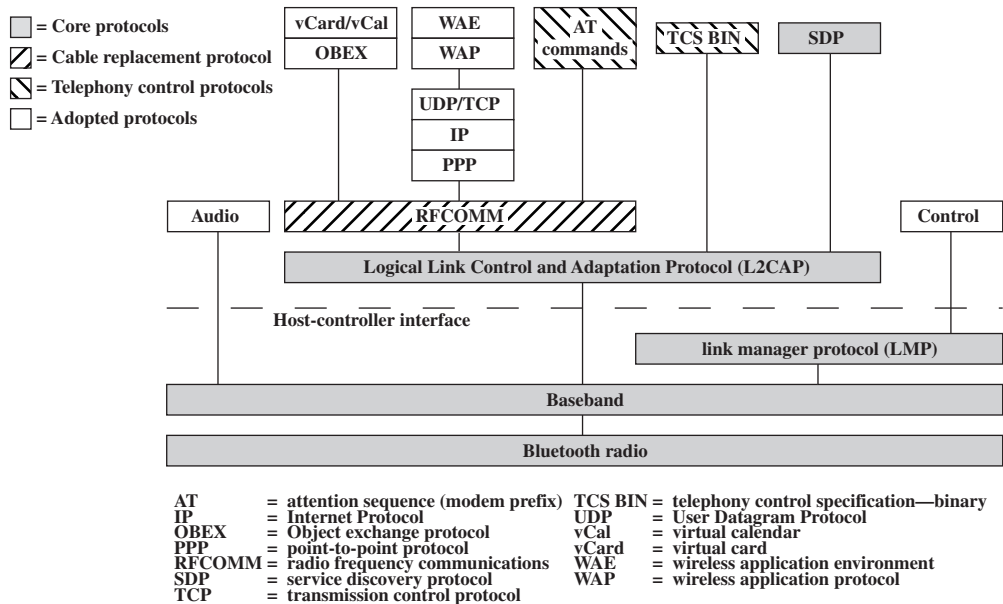 = Core protocols
= Cable replacement protocol
= Telephony control protocols
= Adopted protocols
vCard/vCal
OBEX
WAE
WAP
UDP/TCP
IP
PPP
AT
commands
TCS BIN
SDP
Audio
RFCOMM
Control
Logical Link Control and Adaptation Protocol (L2CAP)
Host-controller interface
link manager protocol (LMP)
Baseband
Bluetooth radio
AT = attention sequence (modem prefix)
IP = Internet Protocol
OBEX = Object exchange protocol
PPP = point-to-point protocol
RFCOMM = radio frequency communications
SDP = service discovery protocol
TCP = transmission control protocol
TCS BIN = telephony control specification—binary
UDP = User Datagram Protocol
vCal = virtual calendar
vCard = virtual card
WAE = wireless application environment
WAP = wireless application protocol